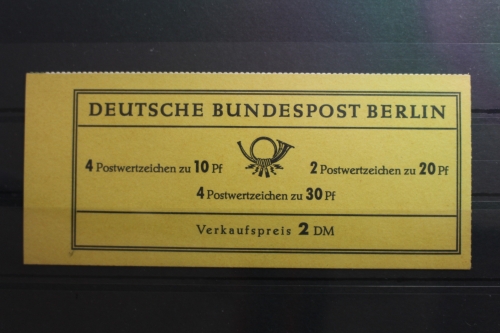 DEUTSCHE BUNDESPOST BERLIN
4 Postwertzeichen zu 10 Pf 2 Postwertzeichen zu 20 Pf
4 Postwertzeichen zu 30 Pf
Verkaufspreis 2 DM